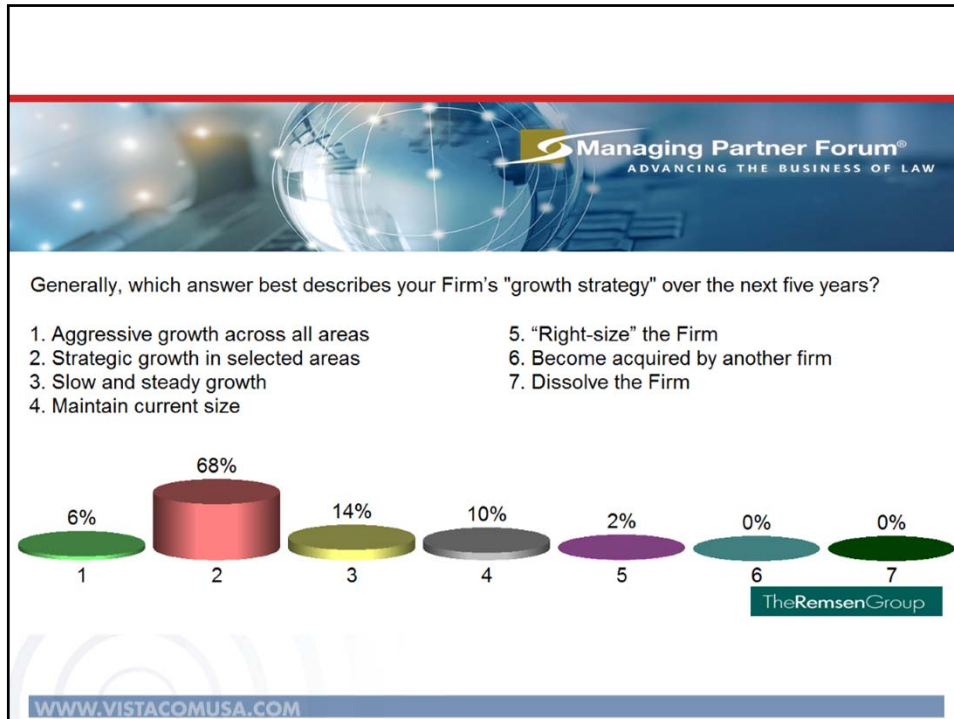 Managing Partner Forum®
ADVANCING THE BUSINESS OF LAW
Generally, which answer best describes your Firm's "growth strategy" over the next five years?
1. Aggressive growth across all areas
2. Strategic growth in selected areas
3. Slow and steady growth
4. Maintain current size
5. “Right-size” the Firm
6. Become acquired by another firm
7. Dissolve the Firm
6% 68% 14% 10% 2% 0% 0%
1 2 3 4 5 6 7
TheRemsenGroup
WWW.VISTACOMUSA.COM